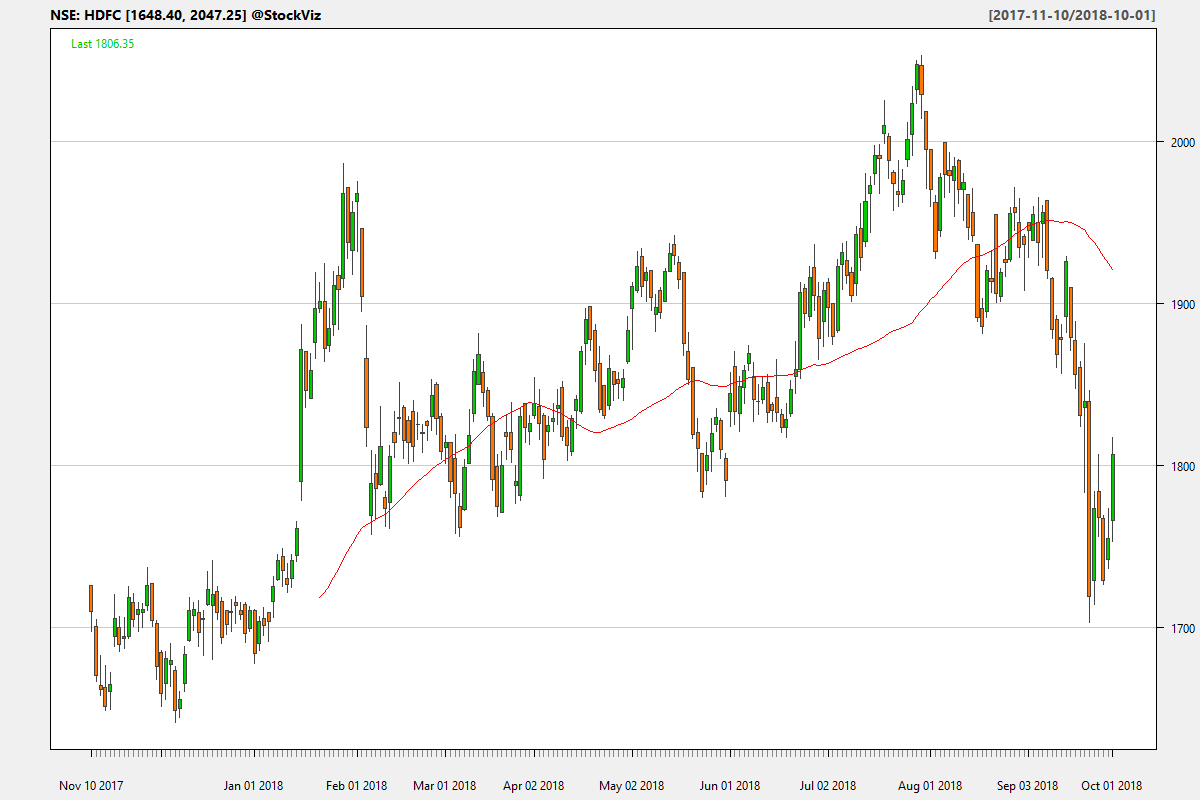 NSE: HDFC [1648.40, 2047.25] @StockViz
[2017-11-10/2018-10-01]
Last 1806.35
2000
1900
1800
1700
Nov 10 2017
Jan 01 2018
Feb 01 2018
Mar 01 2018
Apr 02 2018
May 02 2018
Jun 01 2018
Jul 02 2018
Aug 01 2018
Sep 03 2018
Oct 01 2018